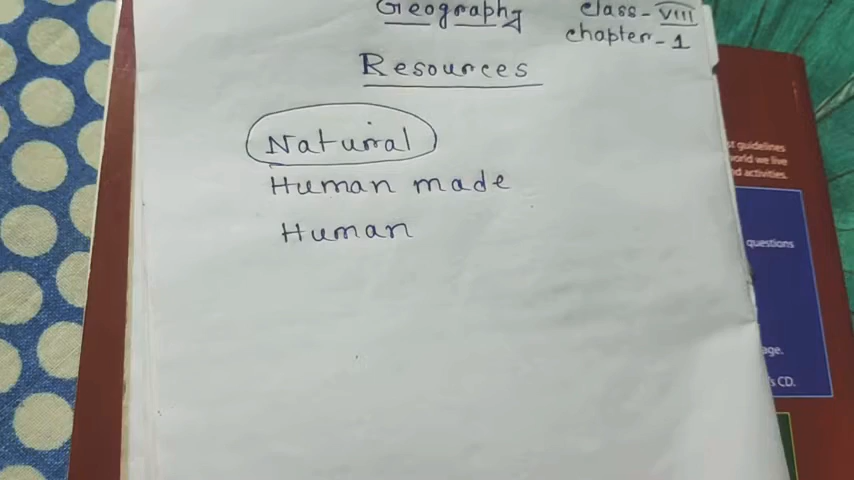 Geography
class - VIII
chapter - 1
Resources
Natural
Human made
Human
st guidelines
world we live
nd activities.
questions
age.
s CD.